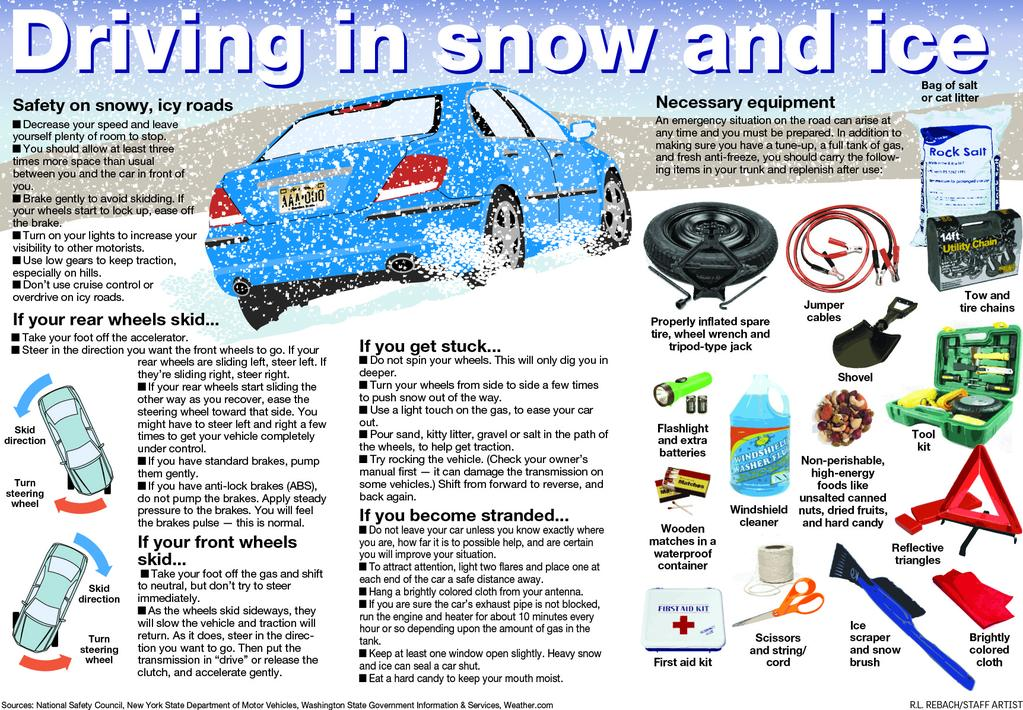 Driving in snow and ice
Safety on snowy, icy roads
■ Decrease your speed and leave
yourself plenty of room to stop.
■ You should allow at least three
times more space than usual
between you and the car in front of
you.
■ Brake gently to avoid skidding. If
your wheels start to lock up, ease off
the brake.
■ Turn on your lights to increase your
visibility to other motorists.
■ Use low gears to keep traction,
especially on hills.
■ Don't use cruise control or
overdrive on icy roads.
If your rear wheels skid...
■ Take your foot off the accelerator.
■ Steer in the direction you want the front wheels to go. If your
rear wheels are sliding left, steer left. If
they're sliding right, steer right.
■ If your rear wheels start sliding the
other way as you recover, ease the
steering wheel toward that side. You
might have to steer left and right a few
times to get your vehicle completely
under control.
■ If you have standard brakes, pump
them gently.
■ If you have anti-lock brakes (ABS),
do not pump the brakes. Apply steady
pressure to the brakes. You will feel
the brakes pulse — this is normal.
Skid
direction
Turn
steering
wheel
If your front wheels
skid...
■ Take your foot off the gas and shift
to neutral, but don't try to steer
immediately.
■ As the wheels skid sideways, they
will slow the vehicle and traction will
return. As it does, steer in the direc-
tion you want to go. Then put the
transmission in "drive" or release the
clutch, and accelerate gently.
Skid
direction
Turn
steering
wheel
If you get stuck...
■ Do not spin your wheels. This will only dig you in
deeper.
■ Turn your wheels from side to side a few times
to push snow out of the way.
■ Use a light touch on the gas, to ease your car
out.
■ Pour sand, kitty litter, gravel or salt in the path of
the wheels, to help get traction.
■ Try rocking the vehicle. (Check your owner's
manual first — it can damage the transmission on
some vehicles.) Shift from forward to reverse, and
back again.
If you become stranded...
■ Do not leave your car unless you know exactly where
you are, how far it is to possible help, and are certain
you will improve your situation.
■ To attract attention, light two flares and place one at
each end of the car a safe distance away.
■ Hang a brightly colored cloth from your antenna.
■ If you are sure the car's exhaust pipe is not blocked,
run the engine and heater for about 10 minutes every
hour or so depending upon the amount of gas in the
tank.
■ Keep at least one window open slightly. Heavy snow
and ice can seal a car shut.
■ Eat a hard candy to keep your mouth moist.
Necessary equipment
An emergency situation on the road can arise at
any time and you must be prepared. In addition to
making sure you have a tune-up, a full tank of gas,
and fresh anti-freeze, you should carry the follow-
ing items in your trunk and replenish after use:
Bag of salt
or cat litter
Rock Salt
14ft
Utility Chain
Tow and
tire chains
Properly inflated spare
tire, wheel wrench and
tripod-type jack
Jumper
cables
Shovel
Flashlight
and extra
batteries
WINDSHIELD
WASHER
Windshield
cleaner
Non-perishable,
high-energy
foods like
unsalted canned
nuts, dried fruits,
and hard candy
Tool
kit
Matches
Wooden
matches in a
waterproof
container
Reflective
triangles
FIRST AID KIT
First aid kit
Scissors
and string/
cord
Ice
scraper
and snow
brush
Brightly
colored
cloth
Sources: National Safety Council, New York State Department of Motor Vehicles, Washington State Government Information & Services, Weather.com
R.L. REBACH/STAFF ARTIST